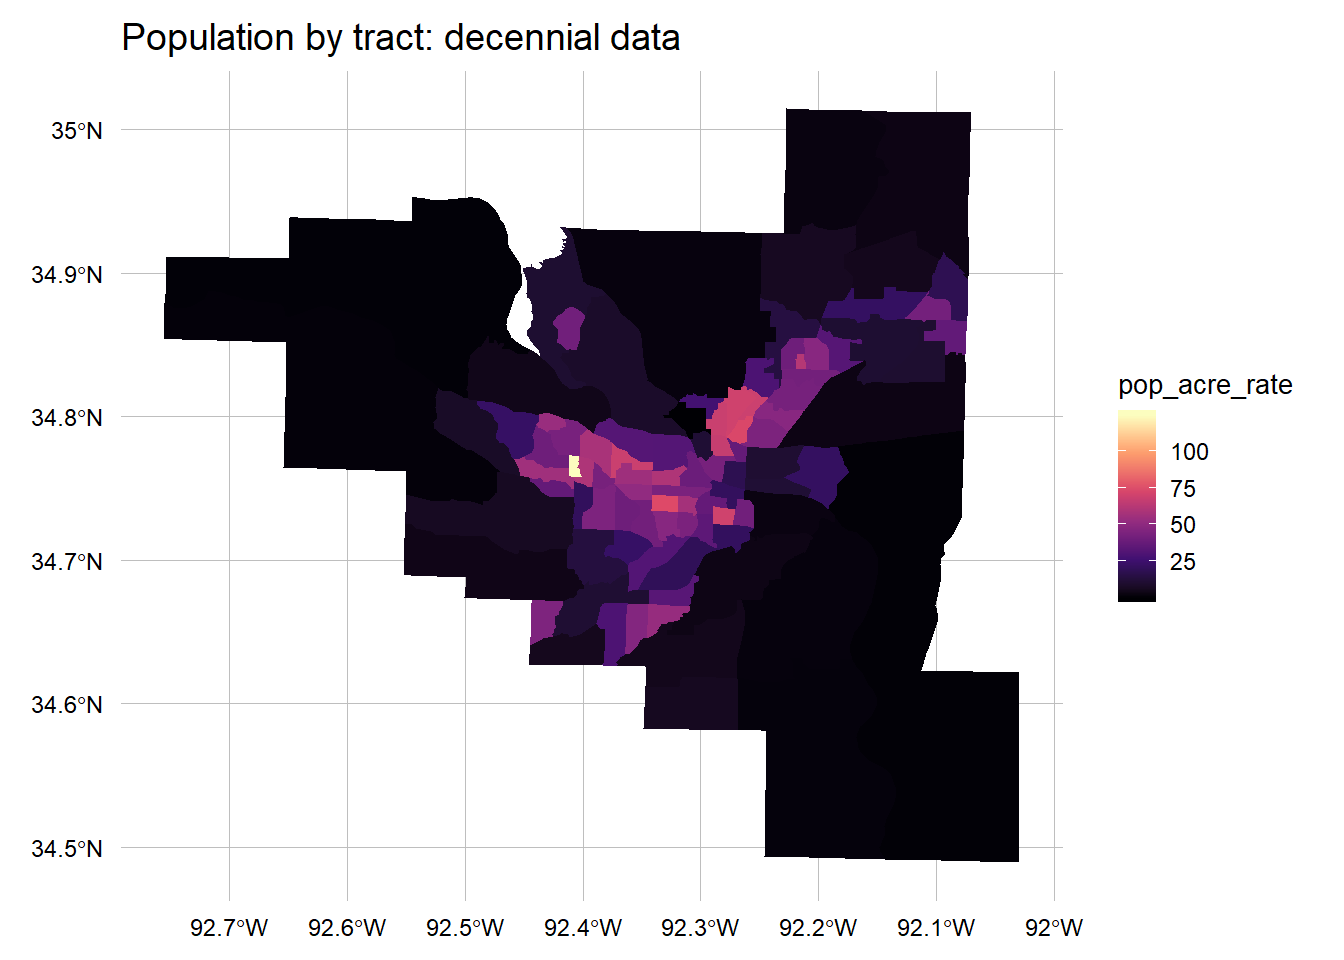 Population by tract: decennial data
35°N
34.9°N
34.8°N
34.7°N
34.6°N
34.5°N
92.7°W 92.6°W 92.5°W 92.4°W 92.3°W 92.2°W 92.1°W 92°W
pop_acre_rate
100
75
50
25